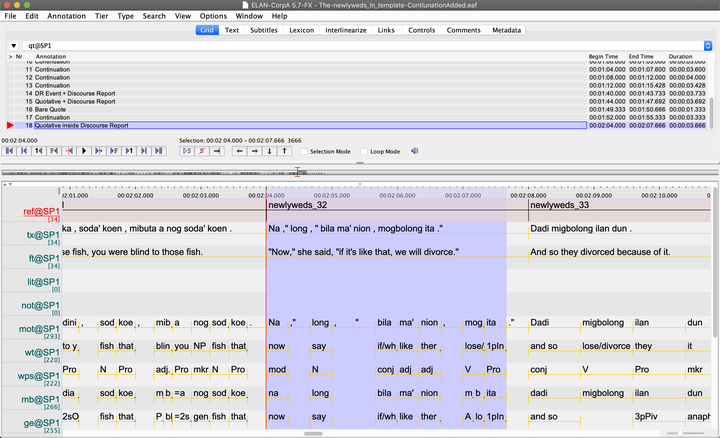 ELAN-CorpA 5.7-FX - The-newlyweds_in_template-ContiunationAdded.eaf
File Edit Annotation Tier Type Search View Options Window Help
Grid Text Subtitles Lexicon Interlinearize Links Controls Comments Metadata
qt@SP1
> Nr Annotation Begin Time End Time Duration
10 Continuation
11 Continuation 00:01:04.000 00:01:07.600 00:00:03.600
12 Continuation 00:01:08.000 00:01:12.000 00:00:04.000
13 Continuation 00:01:12.000 00:01:15.428 00:00:03.428
14 DR Event + Discourse Report 00:01:40.000 00:01:43.733 00:00:03.733
15 Quotative + Discourse Report 00:01:44.000 00:01:47.692 00:00:03.692
16 Bare Quote 00:01:49.333 00:01:50.666 00:00:01.333
17 Continuation 00:01:52.000 00:01:55.333 00:00:03.333
18 Quotative inside Discourse Report 00:02:04.000 00:02:07.666 00:00:03.666
00:02:04.000 Selection: 00:02:04.000 - 00:02:07.666 3666
Selection Mode Loop Mode
02:01.000 00:02:02.000 00:02:03.000 00:02:04.000 00:02:05.000 00:02:06.000 00:02:07.000 00:02:08.000 00:02:09.000 00:02:10.000
ref@SP1 [34] newlyweds_32 newlyweds_33
tx@SP1 [34] ka , soda' koen , mibuta a nog soda' koen . Na ," long , " bila ma' nion , mogbolong ita ." Dadi migbolong ilan dun .
ft@SP1 [34] se fish, you were blind to those fish. "Now," she said, "if it's like that, we will divorce." And so they divorced because of it.
lit@SP1 [0]
not@SP1 [0]
mot@SP1 [293] dini , sod koe , mib a nog sod koe . Na ," long , " bila ma' nion , mog ita ." Dadi migbolong ilan dun
wt@SP1 [220] to y fish that blin you NP fish that now say if/wh like ther lose/ 1pIn and so lose/divorce they it
wps@SP1 [222] Pro N Pro adj. Pro mkr N Pro mod N conj adj adj V Pro conj V Pro mkr
mb@SP1 [266] dia sod koe m b =a nog sod koe na long bila ma' nion m b ita dadi migbolong ilan dun
ge@SP1 [255] 2sO fish that P bl =2s gen fish that now say if/wh like ther A lo 1pIn and so 3pPiv anaph